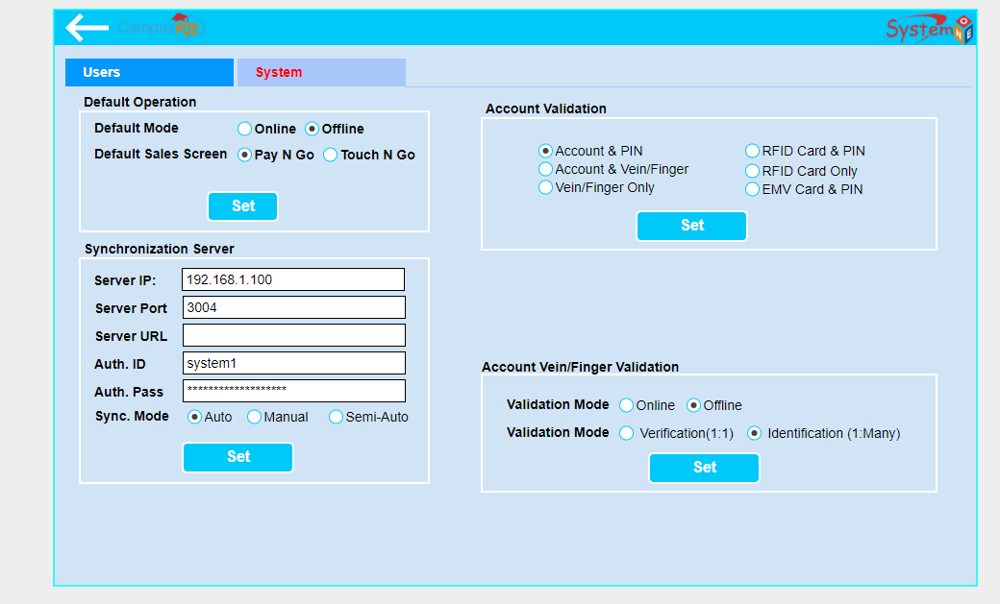 CampusPOS
SystemONE
Users
System
Default Operation
Default Mode Online Offline
Default Sales Screen Pay N Go Touch N Go
Set
Synchronization Server
Server IP: 192.168.1.100
Server Port 3004
Server URL
Auth. ID system1
Auth. Pass *******************
Sync. Mode Auto Manual Semi-Auto
Set
Account Validation
Account & PIN RFID Card & PIN
Account & Vein/Finger RFID Card Only
Vein/Finger Only EMV Card & PIN
Set
Account Vein/Finger Validation
Validation Mode Online Offline
Validation Mode Verification(1:1) Identification (1:Many)
Set